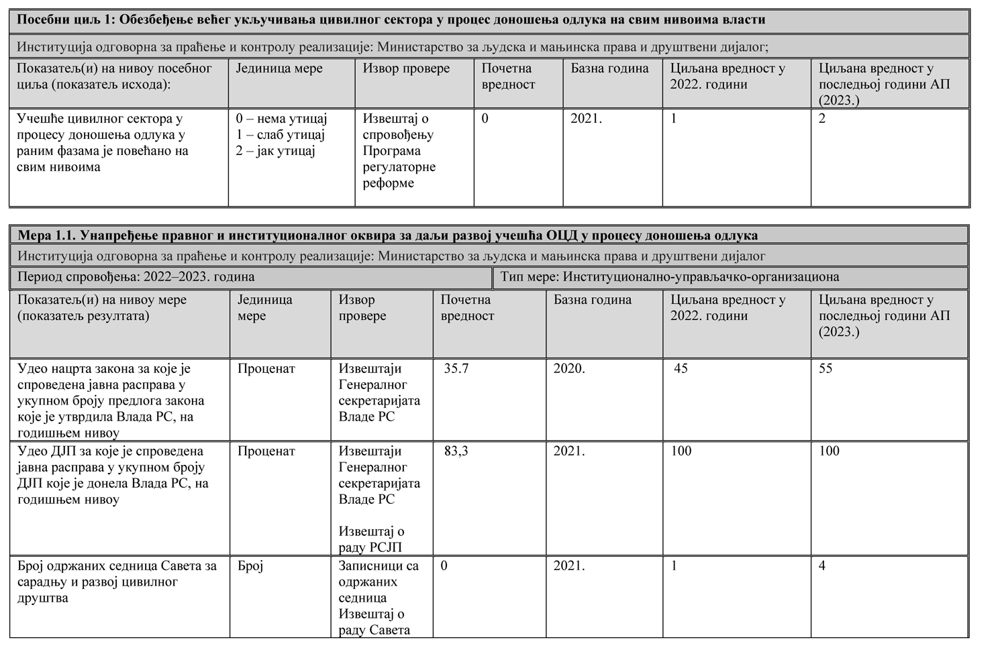 Посебни циљ 1: Обезбеђење већег укључивања цивилног сектора у процес доношења одлука на свим нивоима власти
Институција одговорна за праћење и контролу реализације: Министарство за људска и мањинска права и друштвени дијалог;
Показатељ(и) на нивоу посебног
циља (показатељ исхода):
Јединица мере
Извор провере
Почетна
вредност
Базна година
Циљана вредност у
2022. години
Циљана вредност у
последњој години АП
(2023.)
Учешће цивилног сектора у
процесу доношења одлука у
раним фазама је повећано на
свим нивоима
0 – нема утицај
1 – слаб утицај
2 – јак утицај
Извештај о
спровођењу
Програма
регулаторне
реформе
0
2021.
1
2
Мера 1.1. Унапређење правног и институционалног оквира за даљи развој учешћа ОЦД у процесу доношења одлука
Институција одговорна за праћење и контролу реализације: Министарство за људска и мањинска права и друштвени дијалог
Период спровођења: 2022–2023. година
Тип мере: Институционално-управљачко-организациона
Показатељ(и) на нивоу мере
(показатељ резултата)
Јединица
мере
Извор
провере
Почетна
вредност
Базна година
Циљана вредност у
2022. години
Циљана вредност у
последњој години АП
(2023.)
Удео нацрта закона за које је
спроведена јавна расправа у
укупном броју предлога закона
које је утврдила Влада РС, на
годишњем нивоу
Проценат
Извештаји
Генералног
секретаријата
Владе РС
35.7
2020.
45
55
Удео ДЈП за које је спроведена
јавна расправа у укупном броју
ДЈП које је донела Влада РС, на
годишњем нивоу
Проценат
Извештаји
Генералног
секретаријата
Владе РС
Извештај о
раду РСЈП
83,3
2021.
100
100
Број одржаних седница Савета за
сарадњу и развој цивилног
друштва
Број
Записници са
одржаних
седница
Извештај о
раду Савета
0
2021.
1
4